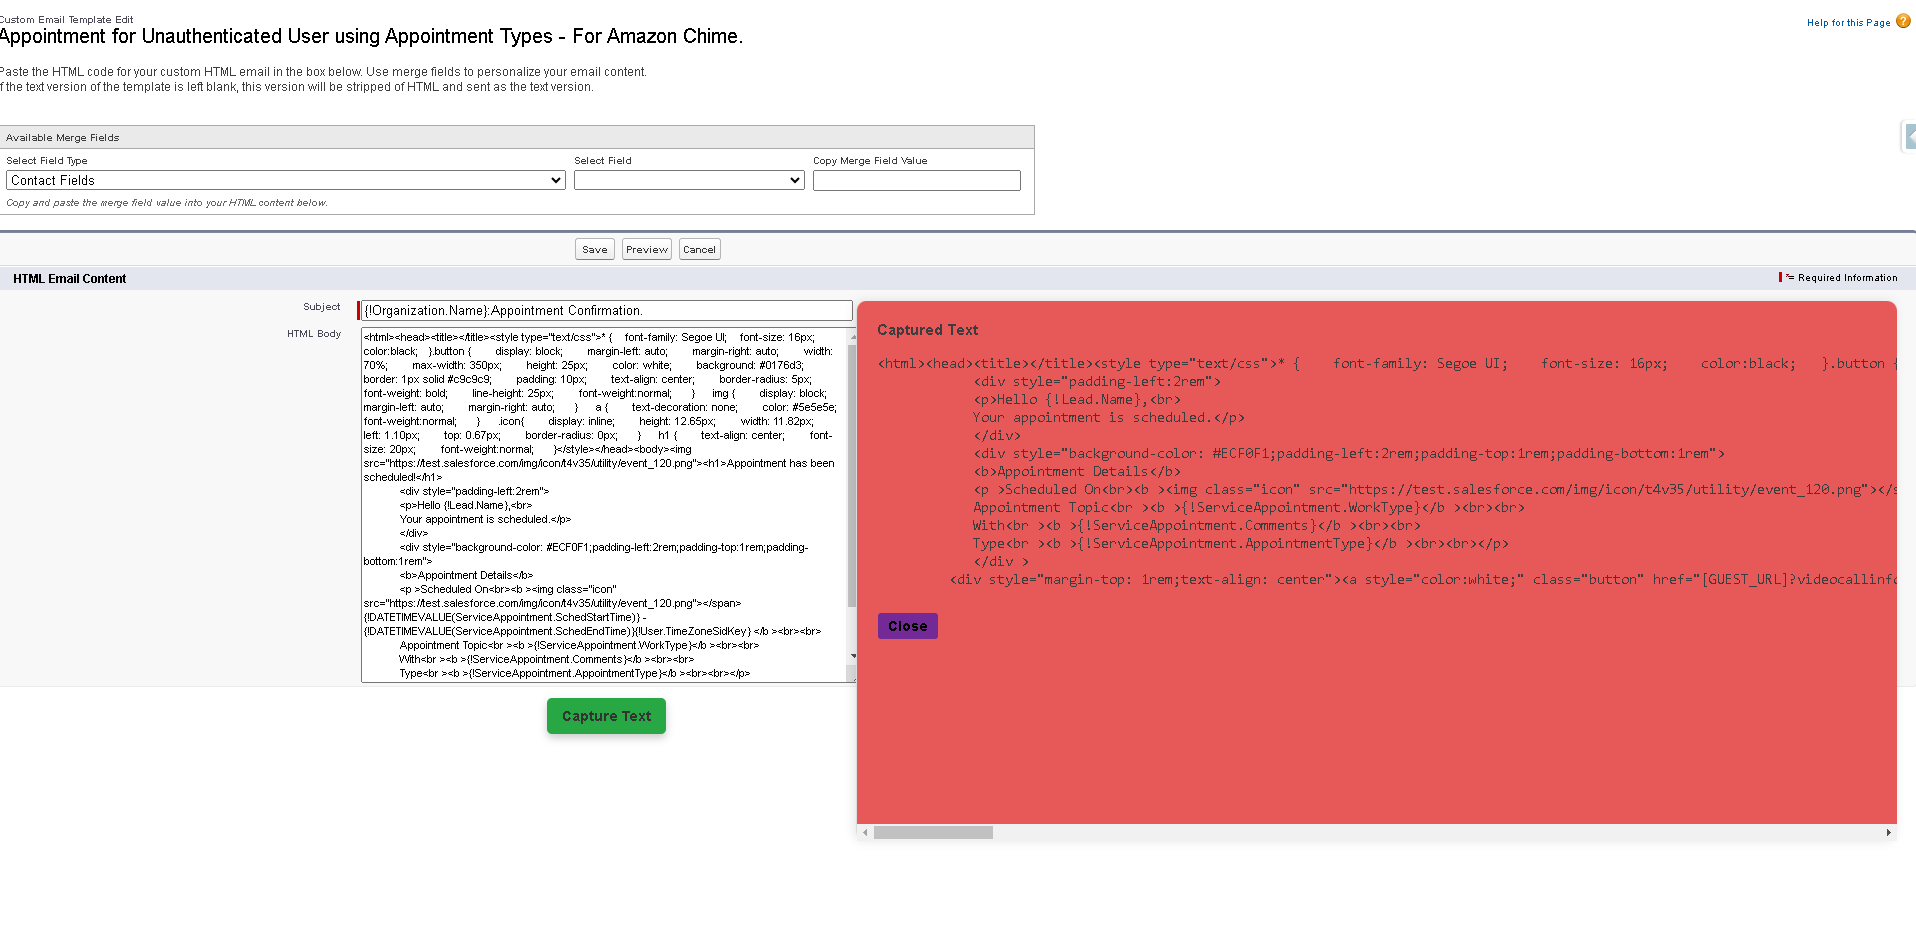 Custom Email Template Edit
Help for this Page
Appointment for Unauthenticated User using Appointment Types - For Amazon Chime.
Paste the HTML code for your custom HTML email in the box below. Use merge fields to personalize your email content.
If the text version of the template is left blank, this version will be stripped of HTML and sent as the text version.
Available Merge Fields
Select Field Type
Select Field
Copy Merge Field Value
Contact Fields
Copy and paste the merge field value into your HTML content below.
Save
Preview
Cancel
HTML Email Content
*= Required Information
Subject
{!Organization.Name}:Appointment Confirmation.
HTML Body
<html><head><title></title><style type="text/css">* {    font-family: Segoe UI;    font-size: 16px;
color:black;   }.button {        display: block;        margin-left: auto;        margin-right: auto;        width:
70%;        max-width: 350px;        height: 25px;        color: white;        background: #0176d3;
border: 1px solid #c9c9c9;        padding: 10px;        text-align: center;        border-radius: 5px;
font-weight: bold;        line-height: 25px;        font-weight:normal;      }      img {        display: block;
margin-left: auto;        margin-right: auto;      }      a {        text-decoration: none;        color: #5e5e5e;
font-weight:normal;      }      .icon{        display: inline;        height: 12.65px;        width: 11.82px;
left: 1.10px;        top: 0.67px;        border-radius: 0px;      }      h1 {        text-align: center;        font-
size: 20px;        font-weight:normal;      }</style></head><body><img
src="https://test.salesforce.com/img/icon/t4v35/utility/event_120.png"><h1>Appointment has been
scheduled!</h1>
<div style="padding-left:2rem">
<p>Hello {!Lead.Name},<br>
Your appointment is scheduled.</p>
</div>
<div style="background-color: #ECF0F1;padding-left:2rem;padding-top:1rem;padding-
bottom:1rem">
<b>Appointment Details</b>
<p >Scheduled On<br><b ><img class="icon"
src="https://test.salesforce.com/img/icon/t4v35/utility/event_120.png"></span>
{!DATETIMEVALUE(ServiceAppointment.SchedStartTime)} -
{!DATETIMEVALUE(ServiceAppointment.SchedEndTime)}{!User.TimeZoneSidKey} </b ><br><br>
Appointment Topic<br ><b >{!ServiceAppointment.WorkType}</b ><br><br>
With<br ><b >{!ServiceAppointment.Comments}</b ><br><br>
Type<br ><b >{!ServiceAppointment.AppointmentType}</b ><br><br></p>
Capture Text
Captured Text
<html><head><title></title><style type="text/css">* {    font-family: Segoe UI;    font-size: 16px;    color:black;   }.button {
<div style="padding-left:2rem">
<p>Hello {!Lead.Name},<br>
Your appointment is scheduled.</p>
</div>
<div style="background-color: #ECF0F1;padding-left:2rem;padding-top:1rem;padding-bottom:1rem">
<b>Appointment Details</b>
<p >Scheduled On<br><b ><img class="icon" src="https://test.salesforce.com/img/icon/t4v35/utility/event_120.png"></s
Appointment Topic<br ><b >{!ServiceAppointment.WorkType}</b ><br><br>
With<br ><b >{!ServiceAppointment.Comments}</b ><br><br>
Type<br ><b >{!ServiceAppointment.AppointmentType}</b ><br><br></p>
</div >
<div style="margin-top: 1rem;text-align: center"><a style="color:white;" class="button" href="[GUEST_URL]?videocallinfo
Close